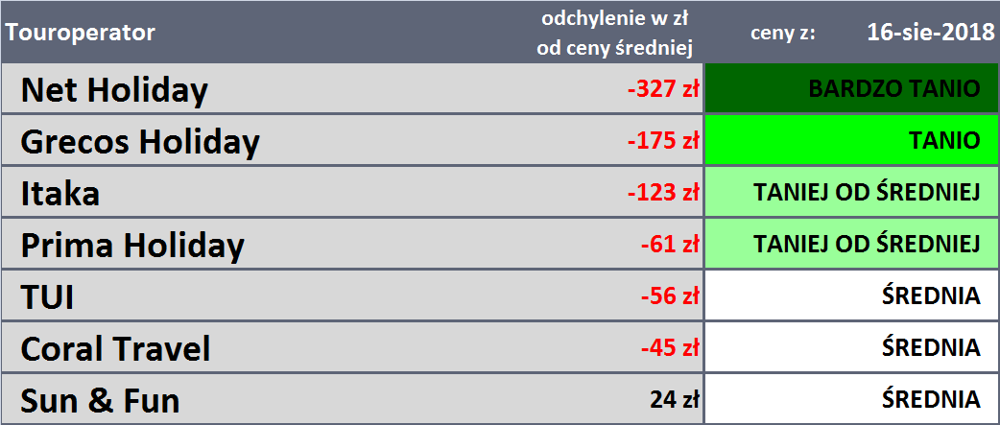 Touroperator odchylenie w zł od ceny średniej ceny z: 16-sie-2018
Net Holiday -327 zł BARDZO TANIO
Grecos Holiday -175 zł TANIO
Itaka -123 zł TANIEJ OD ŚREDNIEJ
Prima Holiday -61 zł TANIEJ OD ŚREDNIEJ
TUI -56 zł ŚREDNIA
Coral Travel -45 zł ŚREDNIA
Sun & Fun 24 zł ŚREDNIA